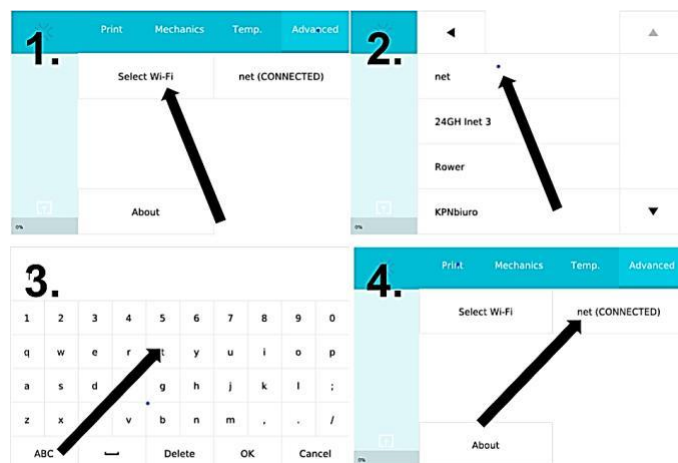 1.
Print Mechanics Temp. Advanced
Select Wi-Fi net (CONNECTED)
About
0%
2.
net
24GH Inet 3
Rower
KPNbiuro
0%
3.
1 2 3 4 5 6 7 8 9 0
q w e r t y u i o p
a s d g h j k l ;
z x v b n m , . /
ABC Delete OK Cancel
4.
Print Mechanics Temp. Advanced
Select Wi-Fi net (CONNECTED)
About
0%